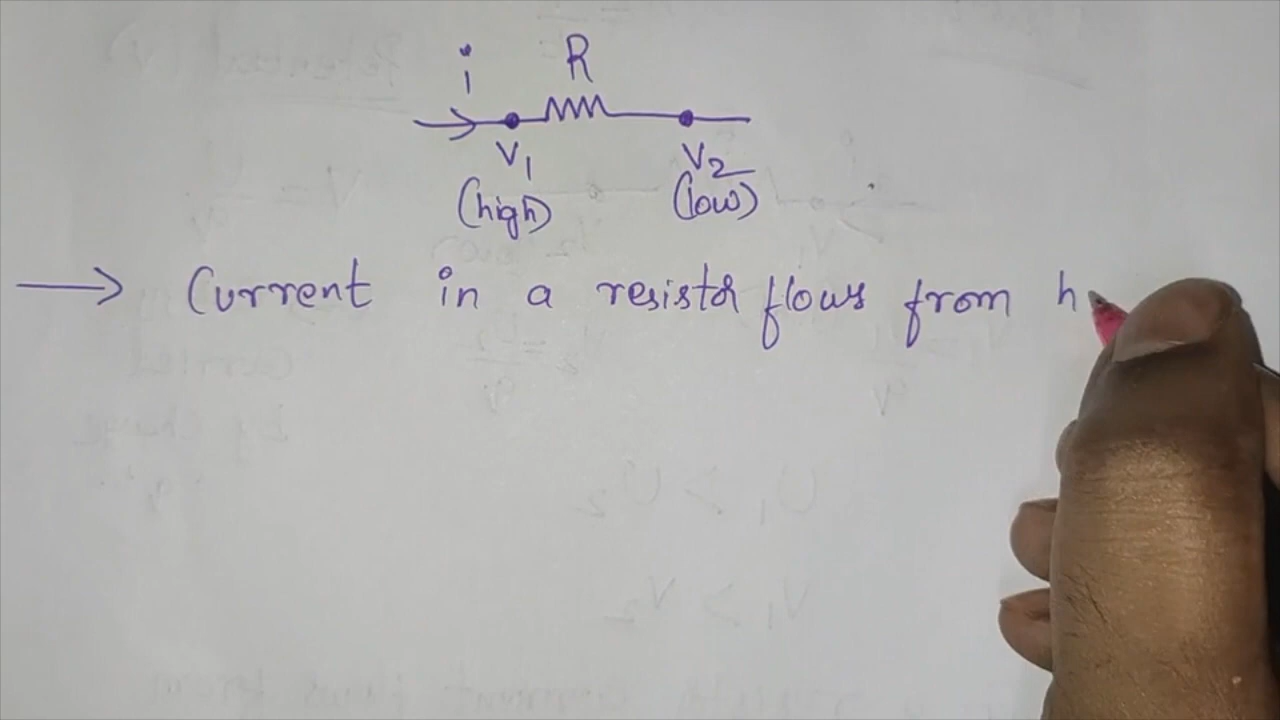 i R
V1 V2
(high) (low)
→ Current in a resistor flows from h